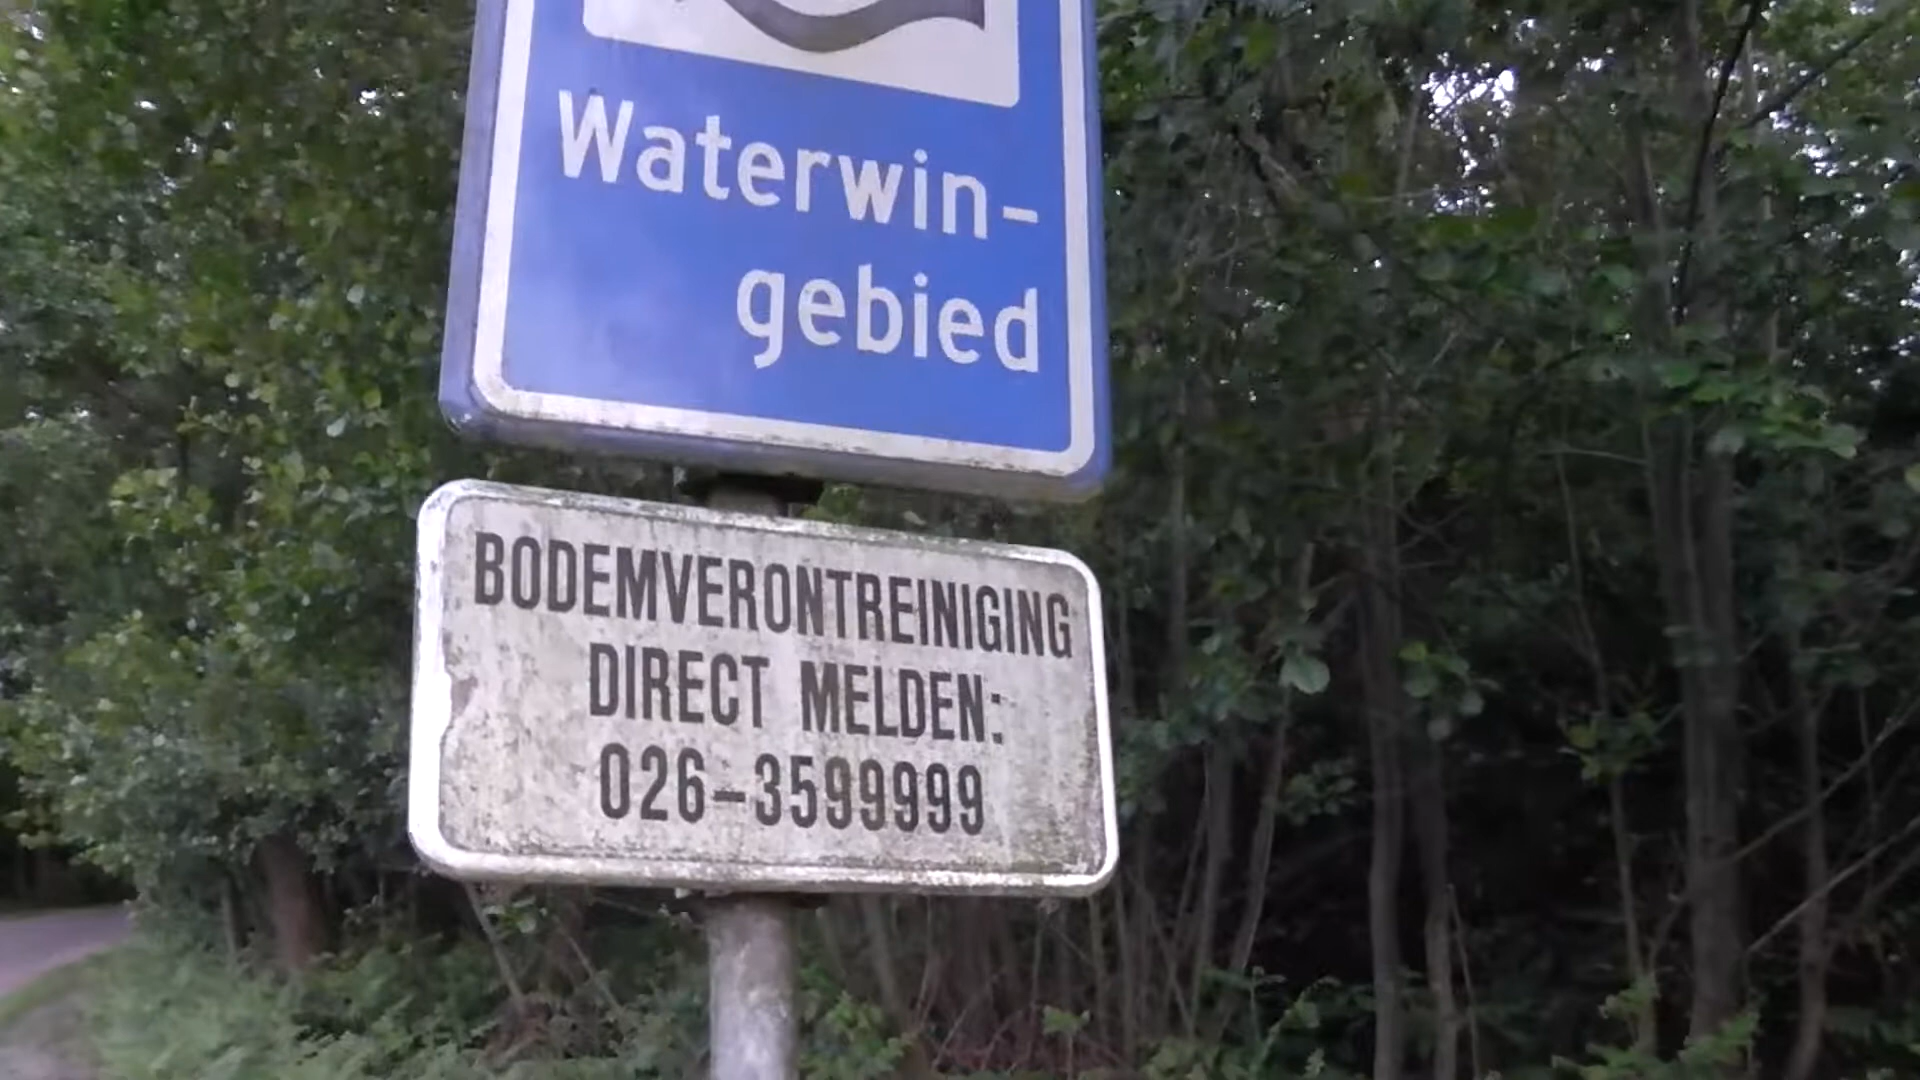 Waterwin-
gebied
BODEMVERONTREINIGING
DIRECT MELDEN:
026-3599999